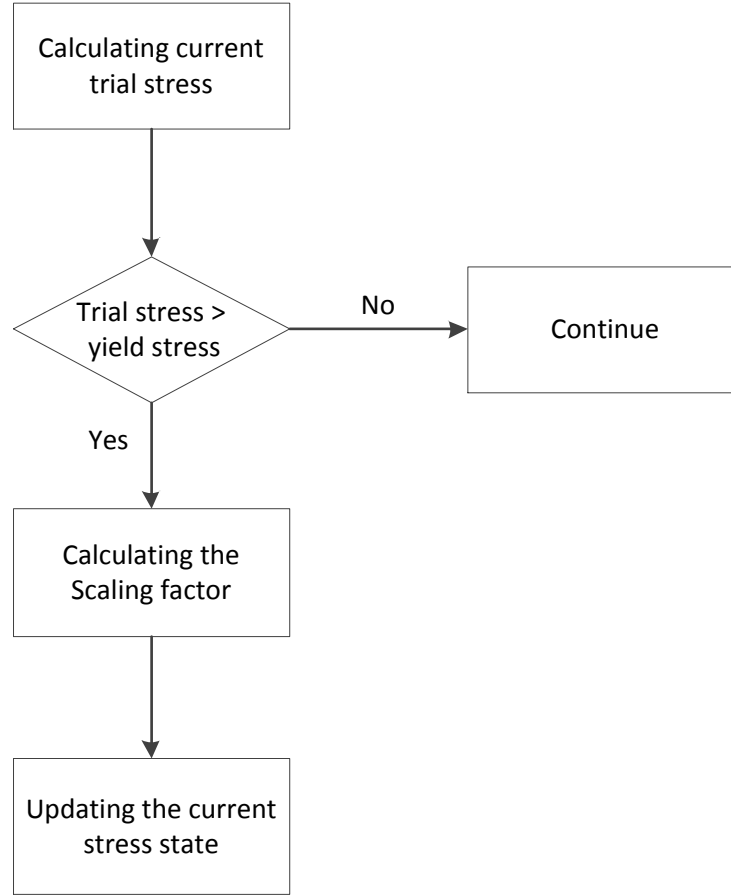 Calculating current
trial stress
Trial stress >
yield stress
No
Continue
Yes
Calculating the
Scaling factor
Updating the current
stress state